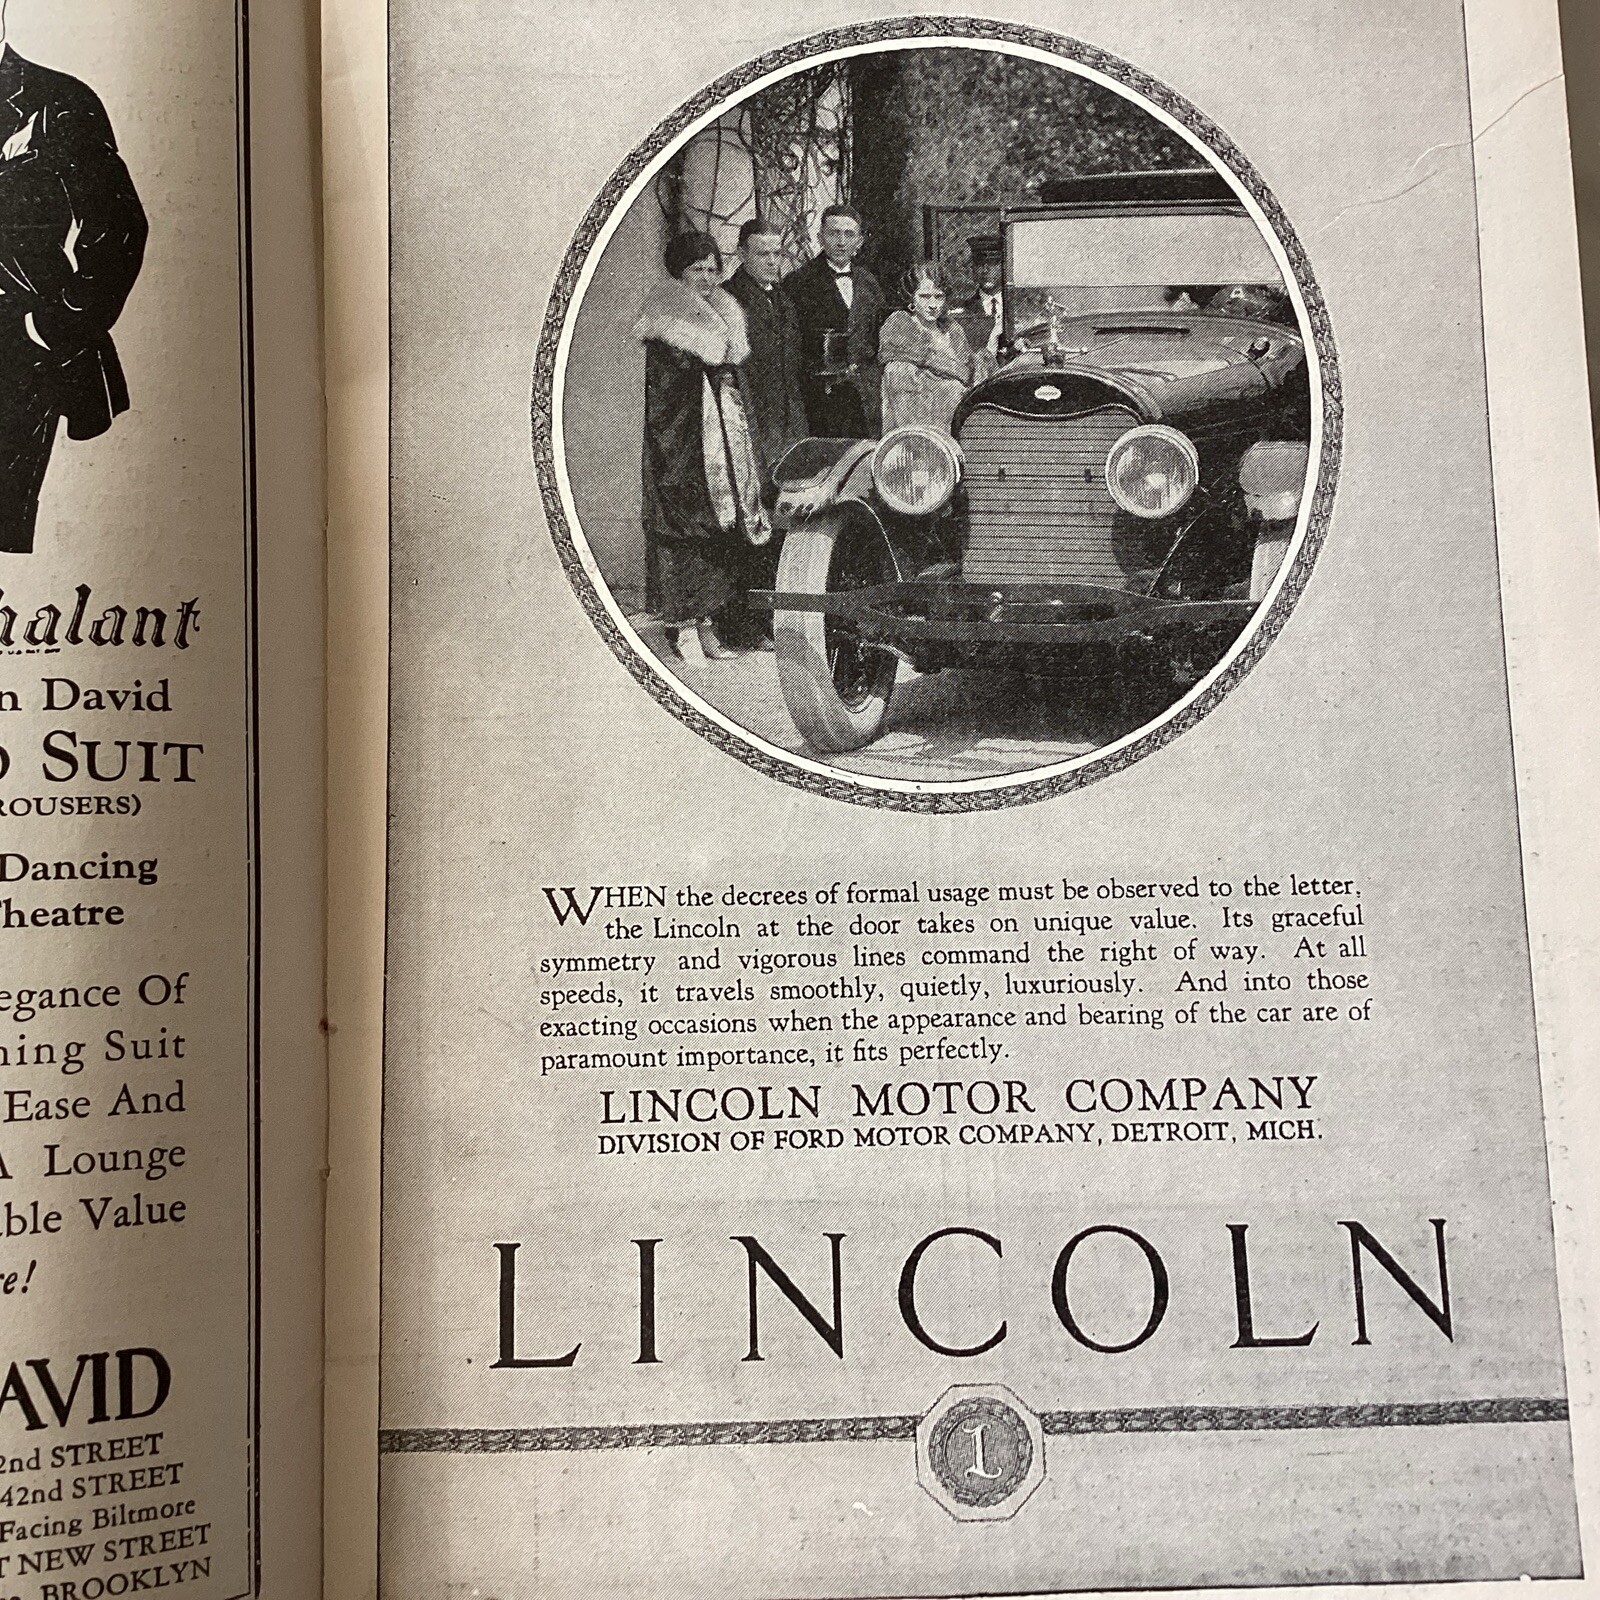 halant
n David
SUIT
ROUSERS)
Dancing
Theatre
egance Of
ning Suit
Ease And
A Lounge
able Value
re!
AVID
2nd STREET
42nd STREET
Facing Biltmore
T NEW STREET
BROOKLYN
WHEN the decrees of formal usage must be observed to the letter,
the Lincoln at the door takes on unique value. Its graceful
symmetry and vigorous lines command the right of way. At all
speeds, it travels smoothly, quietly, luxuriously. And into those
exacting occasions when the appearance and bearing of the car are of
paramount importance, it fits perfectly.
LINCOLN MOTOR COMPANY
DIVISION OF FORD MOTOR COMPANY, DETROIT, MICH.
LINCOLN
L